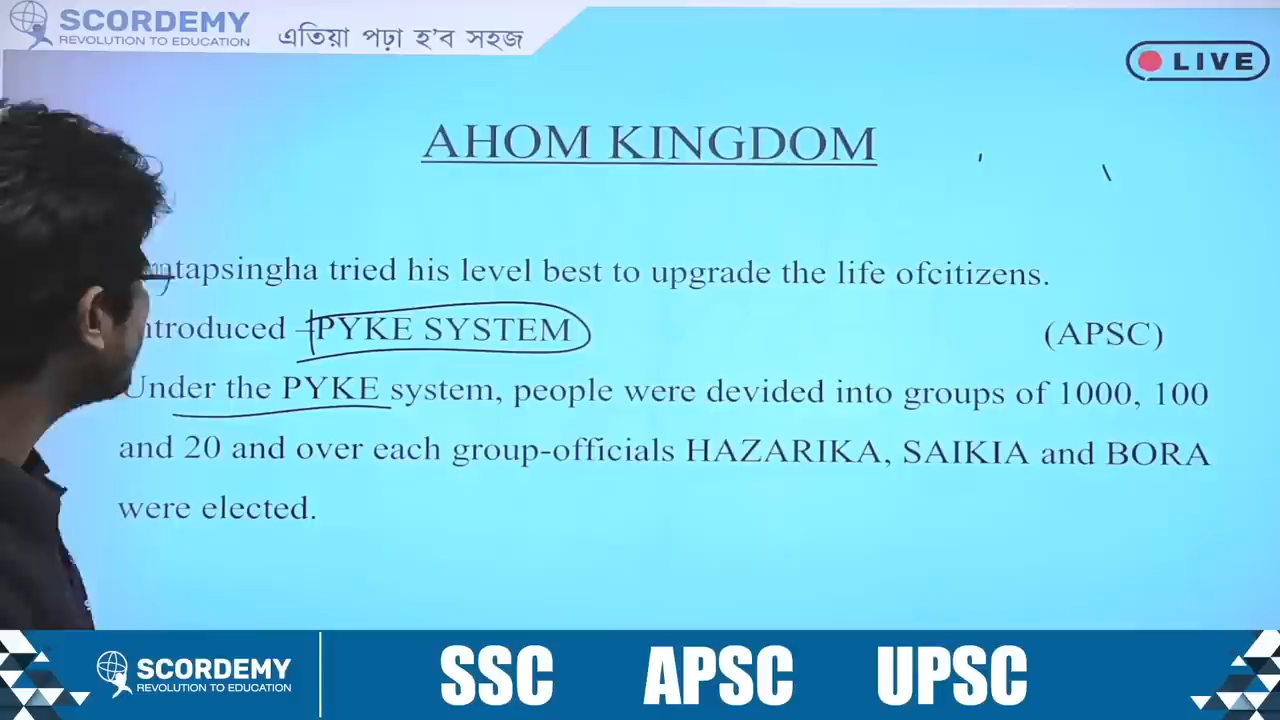 SCORDEMY
REVOLUTION TO EDUCATION
এতিয়া পঢ়া হ'ব সহজ
LIVE
AHOM KINGDOM
tapsingha tried his level best to upgrade the life ofcitizens.
ntroduced – PYKE SYSTEM (APSC)
Under the PYKE system, people were devided into groups of 1000, 100
and 20 and over each group-officials HAZARIKA, SAIKIA and BORA
were elected.
SCORDEMY
REVOLUTION TO EDUCATION
SSC APSC UPSC